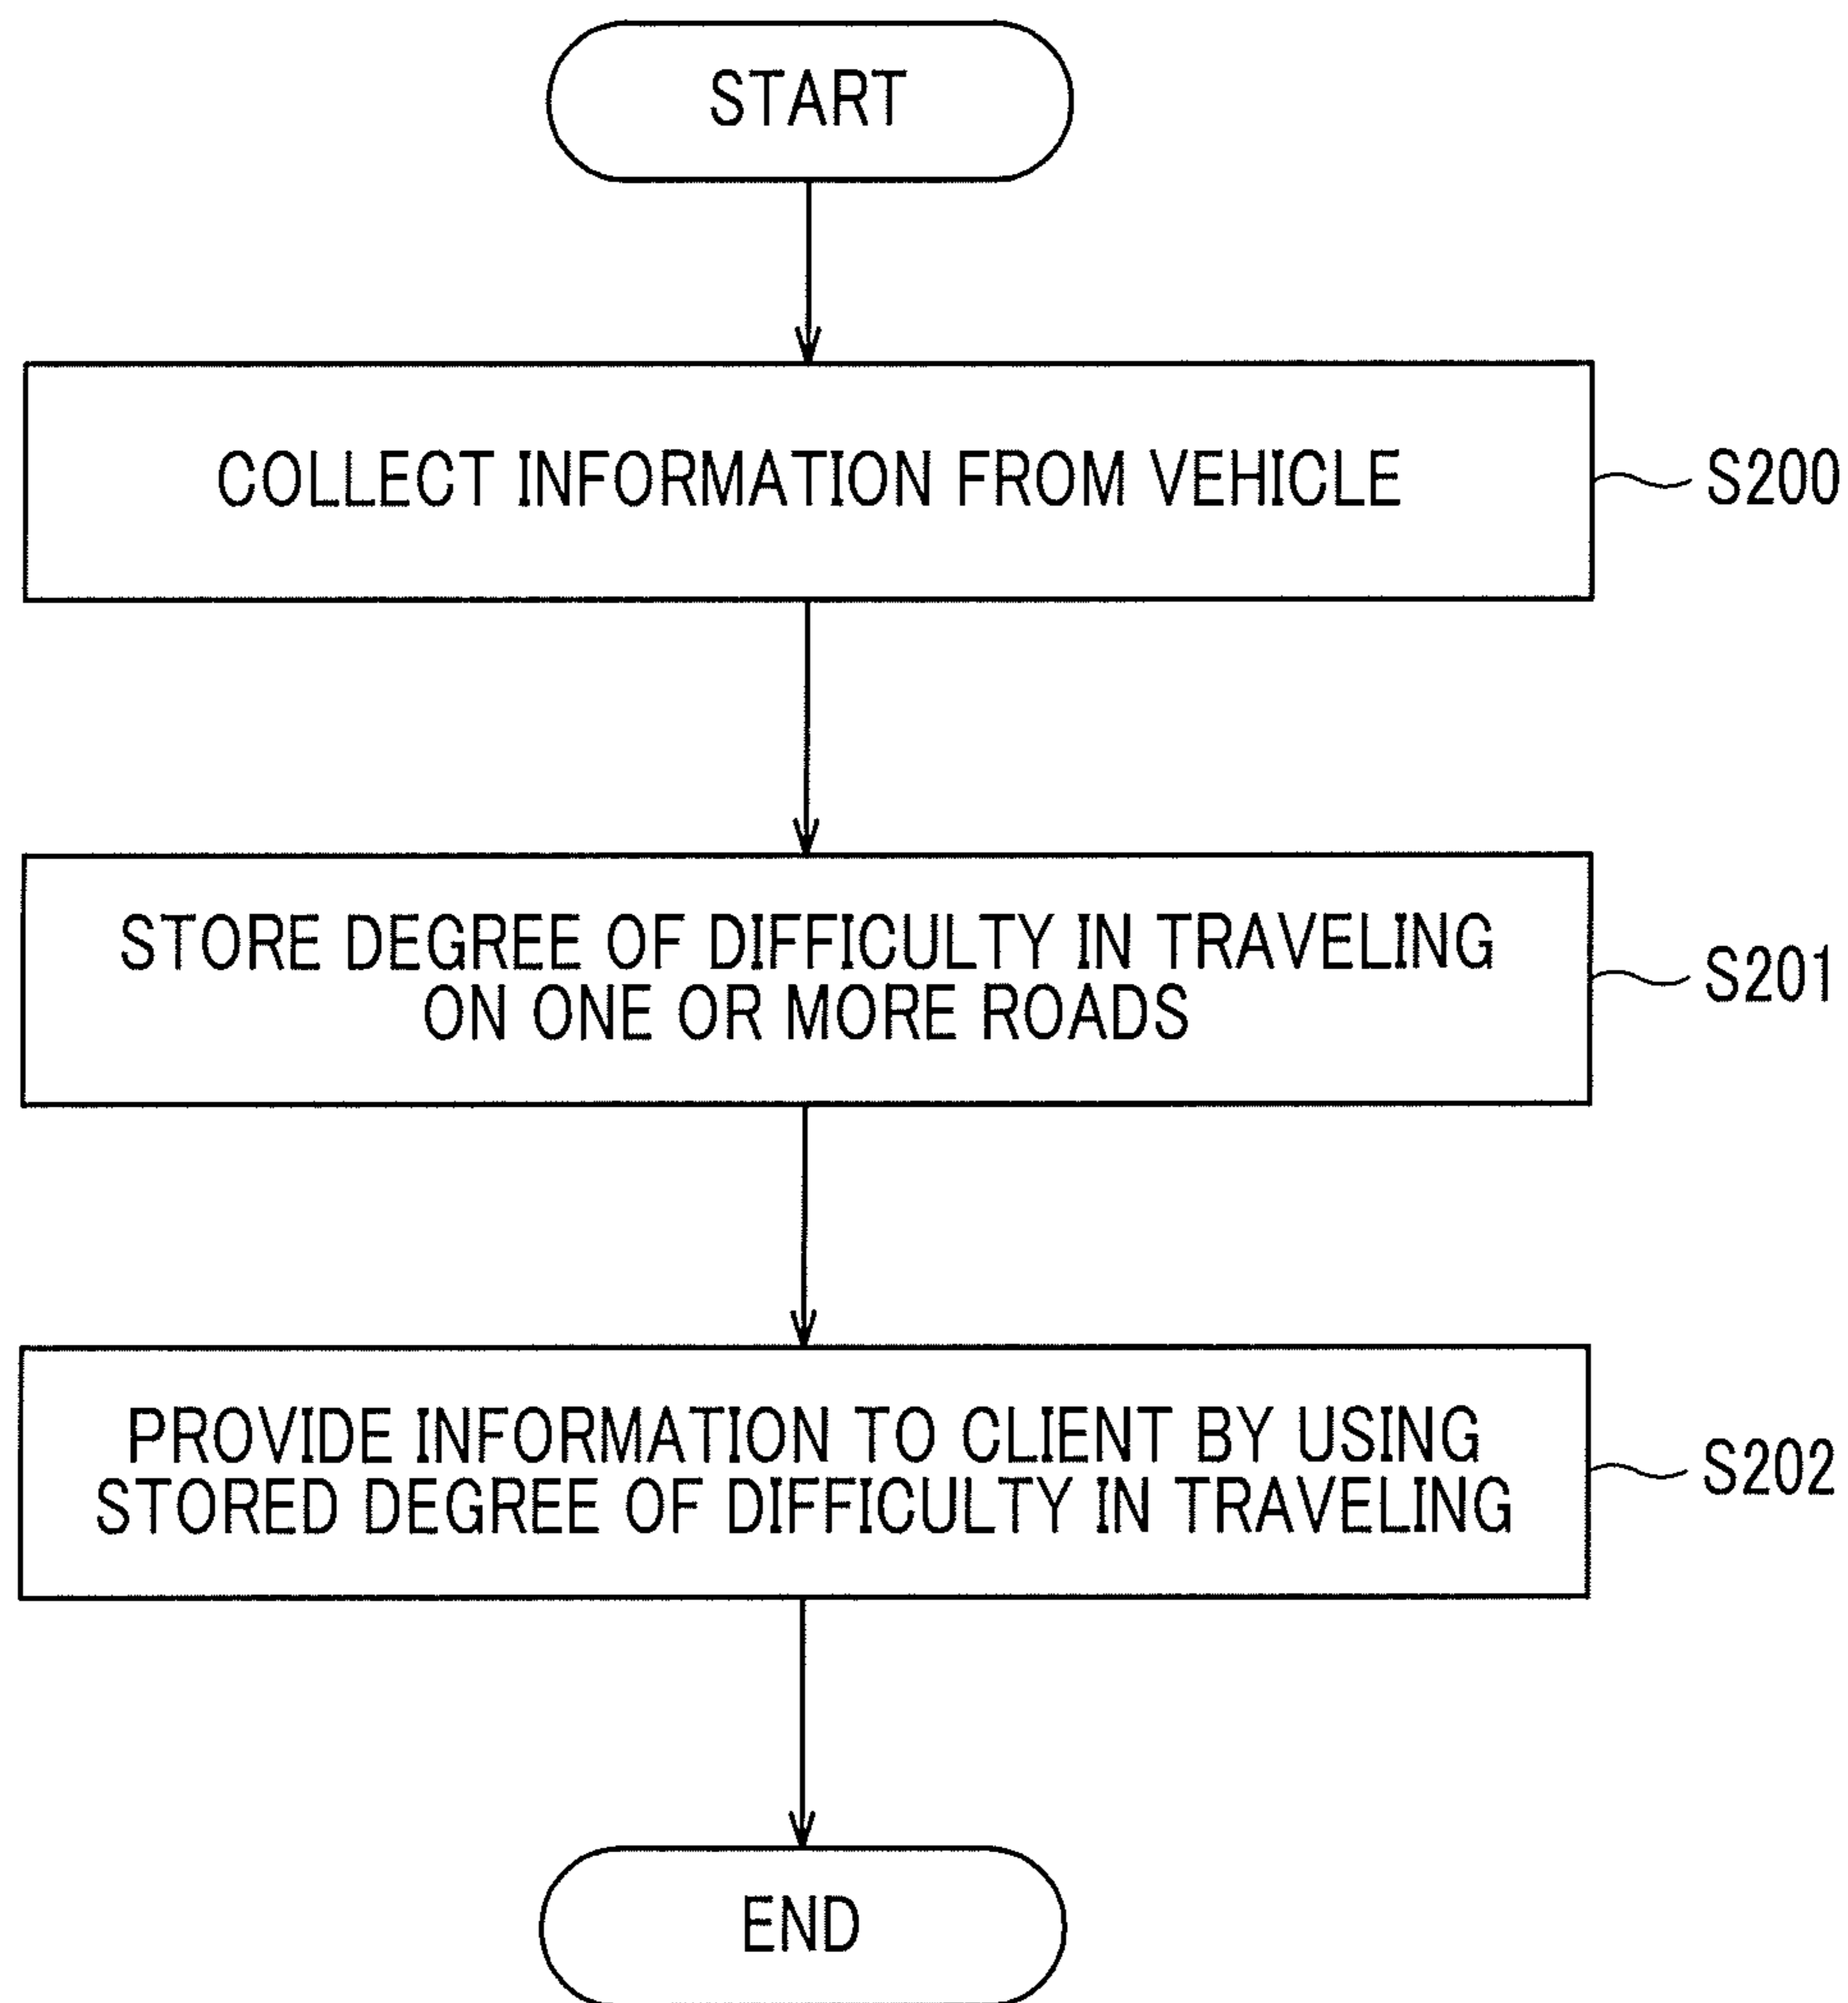 START
COLLECT INFORMATION FROM VEHICLE
S200
STORE DEGREE OF DIFFICULTY IN TRAVELING
ON ONE OR MORE ROADS
S201
PROVIDE INFORMATION TO CLIENT BY USING
STORED DEGREE OF DIFFICULTY IN TRAVELING
S202
END